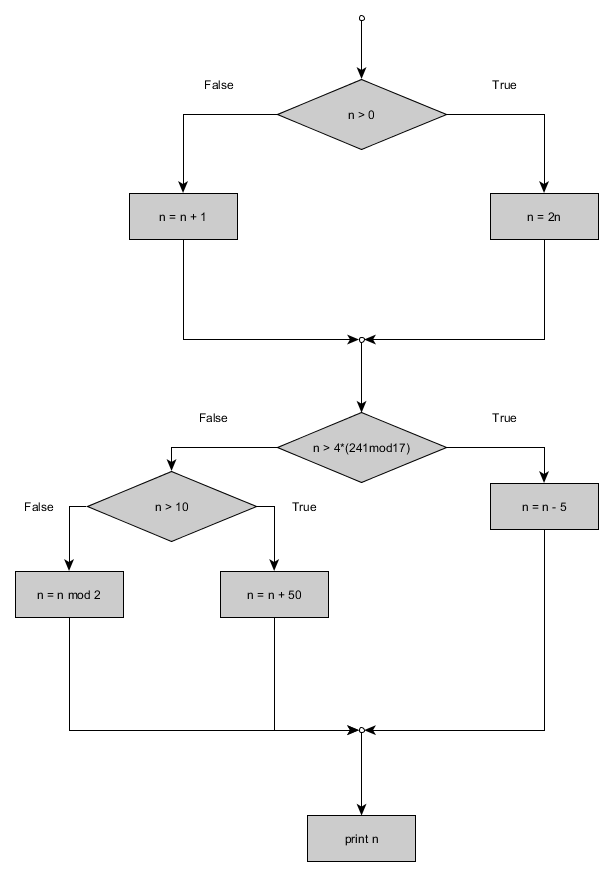 False
True
n > 0
n = n + 1
n = 2n
False
True
n > 4*(241mod17)
False
n > 10
True
n = n - 5
n = n mod 2
n = n + 50
print n